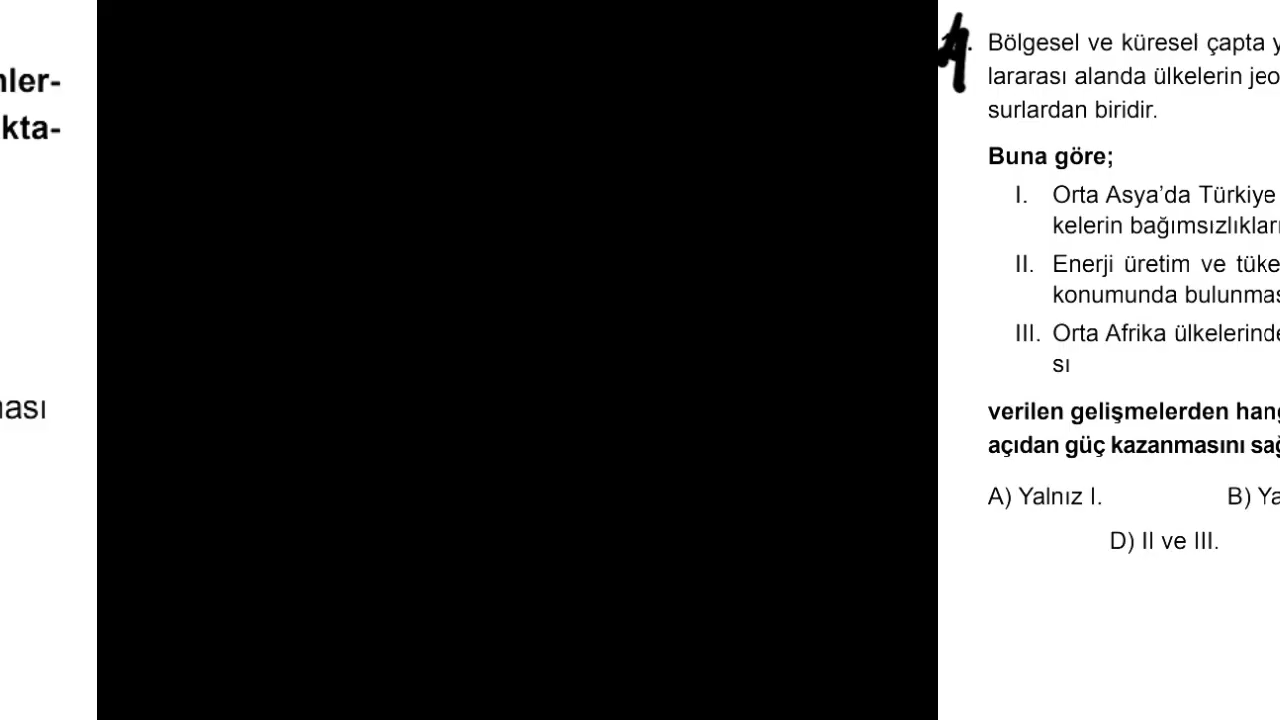 nler-
kta-
ması
Bölgesel ve küresel çapta y
lararası alanda ülkelerin jeo
surlardan biridir.
Buna göre;
I. Orta Asya'da Türkiye
kelerin bağımsızlıkları
II. Enerji üretim ve tüke
konumunda bulunmas
III. Orta Afrika ülkelerinde
sı
verilen gelişmelerden hang
açıdan güç kazanmasını sağ
A) Yalnız I. B) Ya
D) II ve III.